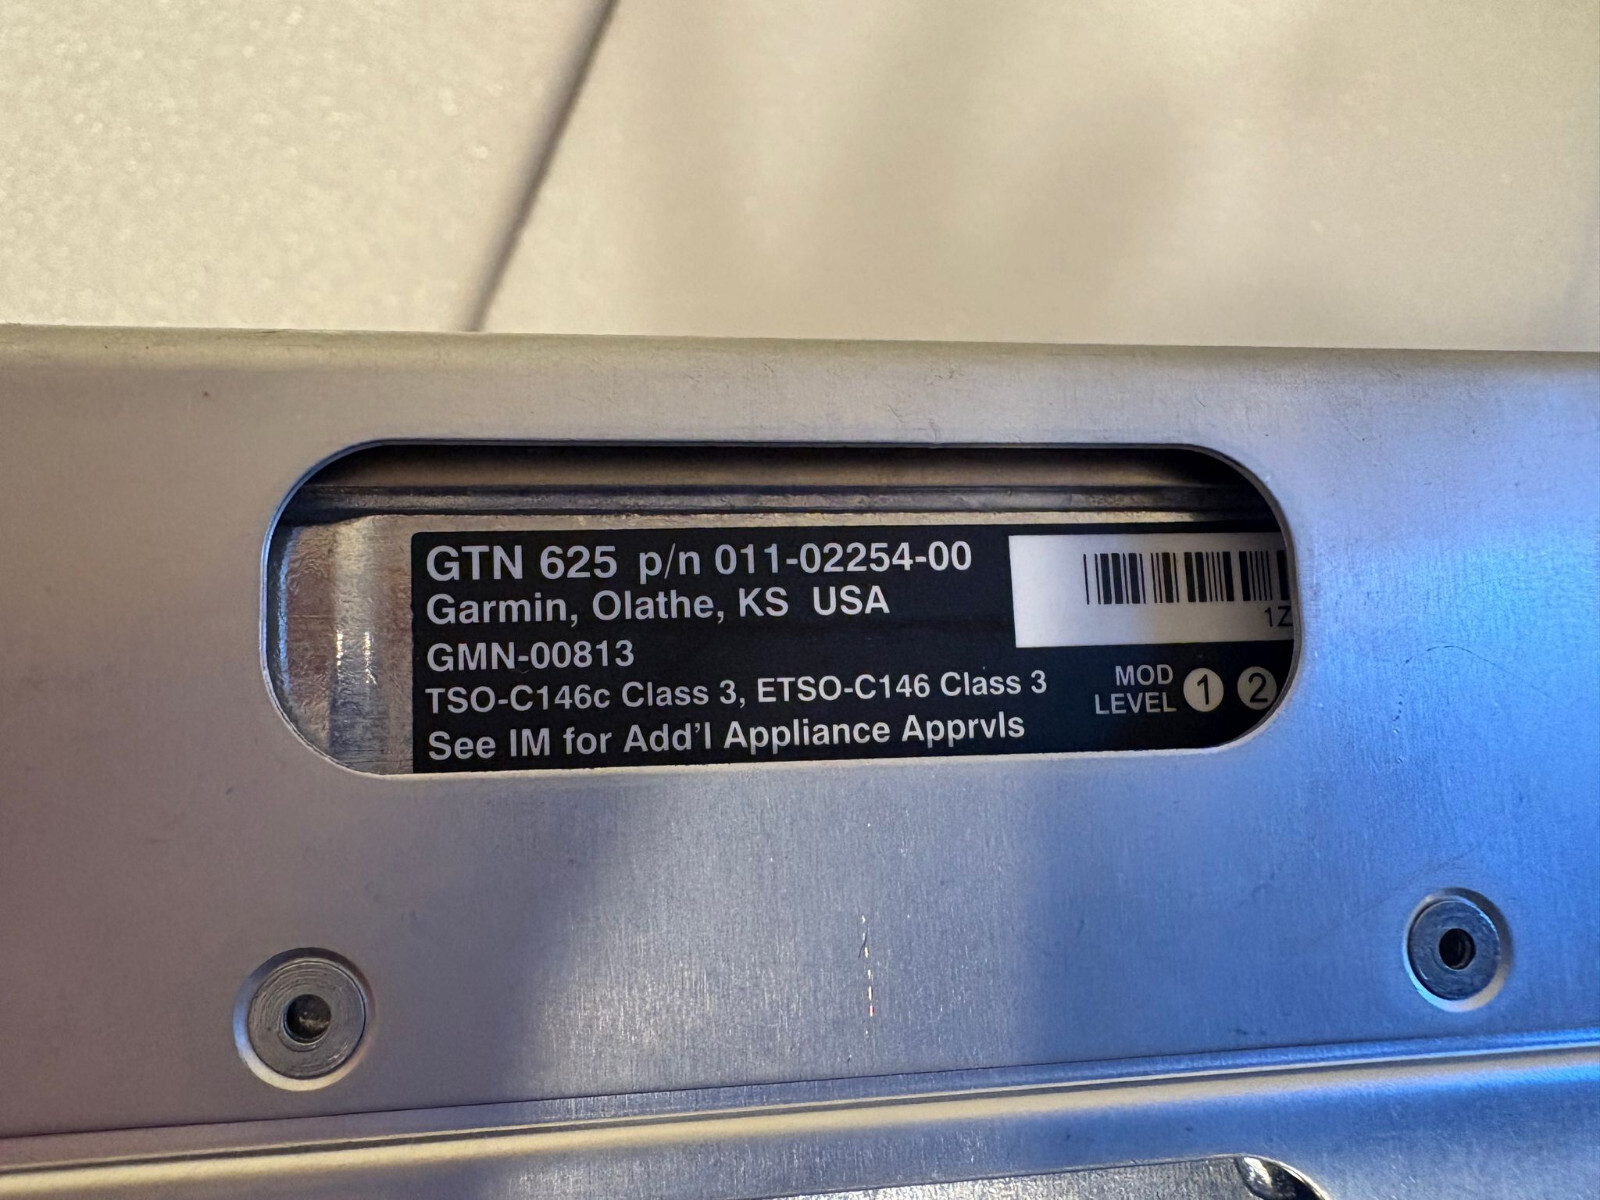 GTN 625 p/n 011-02254-00
Garmin, Olathe, KS USA
GMN-00813
TSO-C146c Class 3, ETSO-C146 Class 3
See IM for Add'l Appliance Apprvls
1Z
MOD
LEVEL 1 2